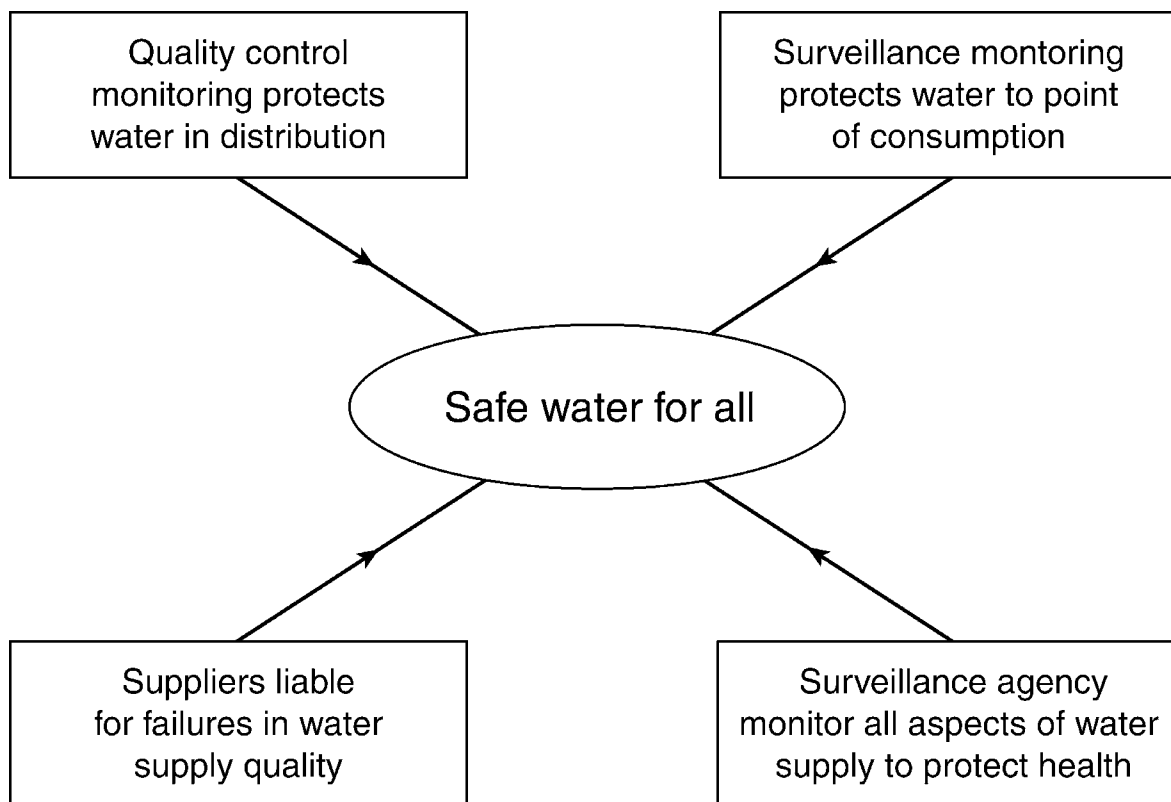 Quality control
monitoring protects
water in distribution
Surveillance montoring
protects water to point
of consumption
Safe water for all
Suppliers liable
for failures in water
supply quality
Surveillance agency
monitor all aspects of water
supply to protect health